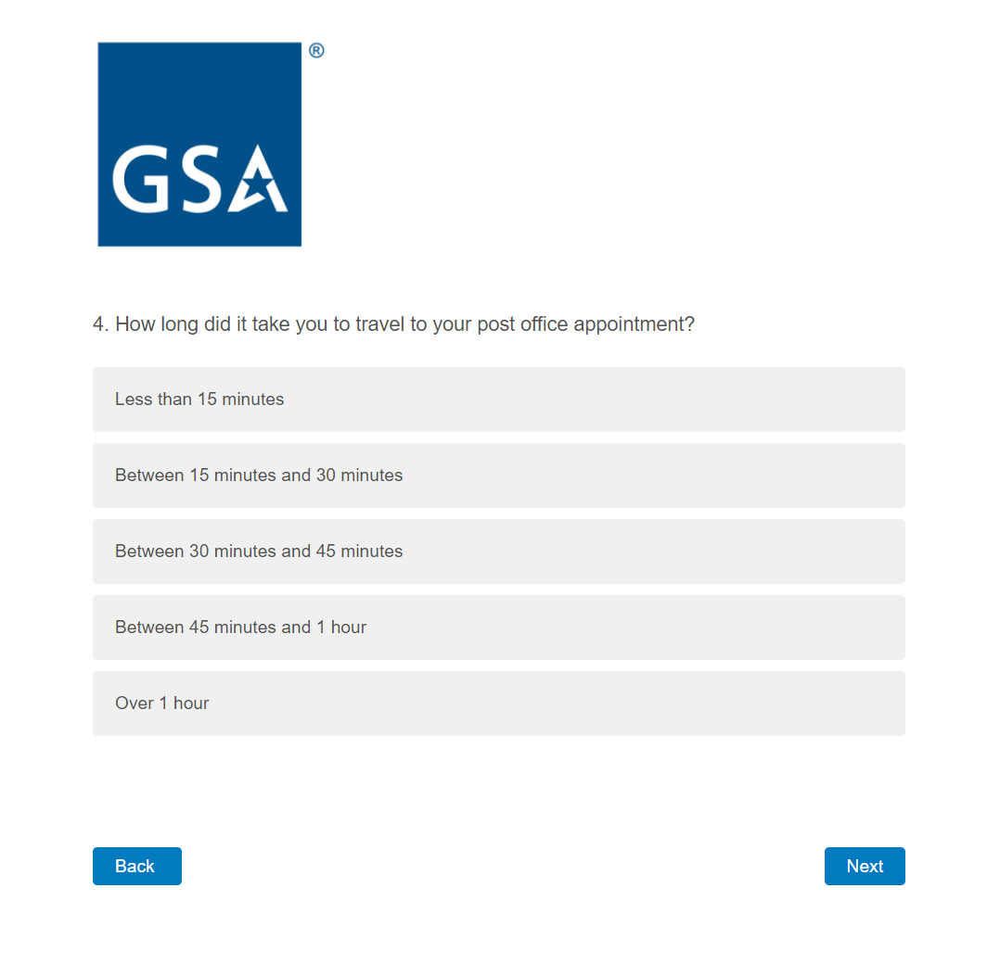 ®
GSA
4. How long did it take you to travel to your post office appointment?
Less than 15 minutes
Between 15 minutes and 30 minutes
Between 30 minutes and 45 minutes
Between 45 minutes and 1 hour
Over 1 hour
Back
Next